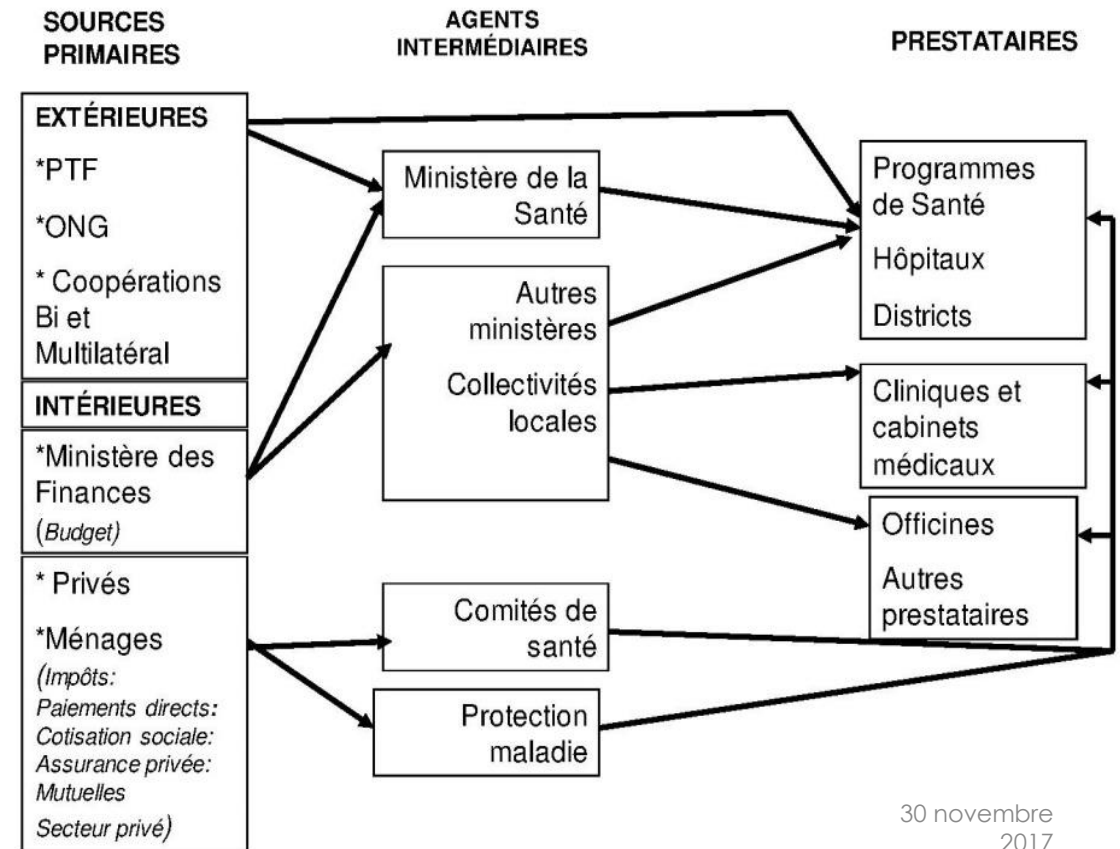 SOURCES
PRIMAIRES
AGENTS
INTERMÉDIAIRES
PRESTATAIRES
EXTÉRIEURES
*PTF
*ONG
* Coopérations
Bi et
Multilatéral
INTÉRIEURES
*Ministère des
Finances
(Budget)
* Privés
*Ménages
(Impôts:
Paiements directs:
Cotisation sociale:
Assurance privée:
Mutuelles
Secteur privé)
Ministère de la
Santé
Autres
ministères
Collectivités
locales
Comités de
santé
Protection
maladie
Programmes
de Santé
Hôpitaux
Districts
Cliniques et
cabinets
médicaux
Officines
Autres
prestataires
30 novembre
2017